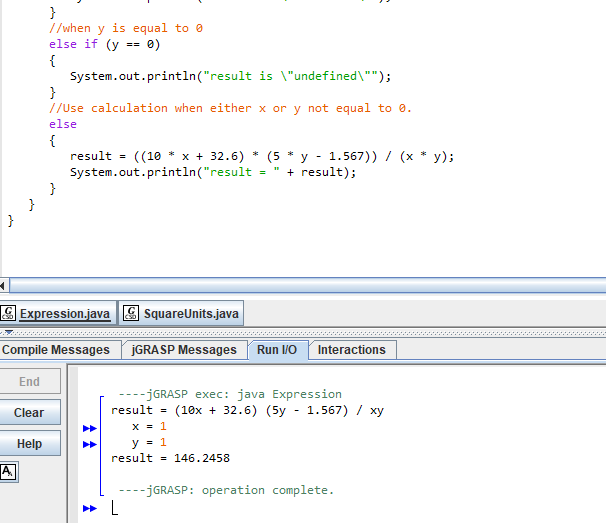 }
//when y is equal to 0
else if (y == 0)
{
System.out.println("result is \"undefined\"");
}
//Use calculation when either x or y not equal to 0.
else
{
result = ((10 * x + 32.6) * (5 * y - 1.567)) / (x * y);
System.out.println("result = " + result);
}
}
}
Expression.java SquareUnits.java
Compile Messages jGRASP Messages Run I/O Interactions
End
Clear
Help
A
----jGRASP exec: java Expression
result = (10x + 32.6) (5y - 1.567) / xy
x = 1
y = 1
result = 146.2458
----jGRASP: operation complete.